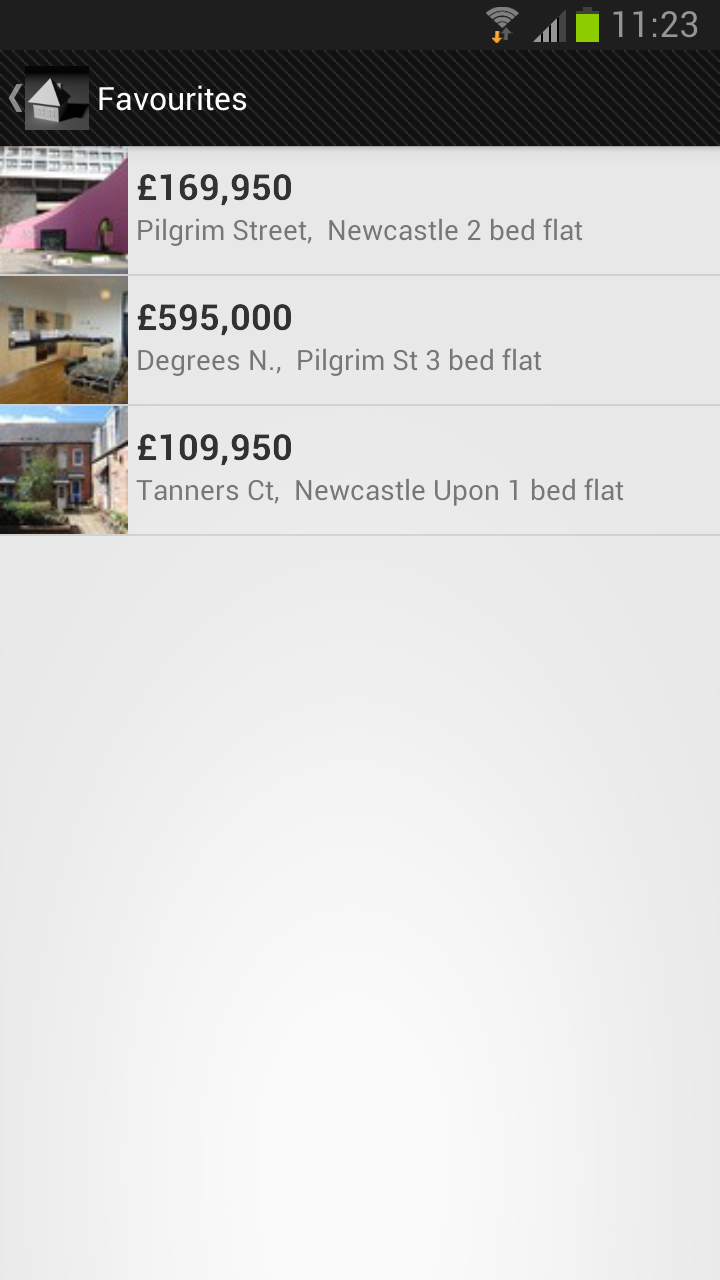 11:23
Favourites
£169,950
Pilgrim Street,  Newcastle 2 bed flat
£595,000
Degrees N.,  Pilgrim St 3 bed flat
£109,950
Tanners Ct,  Newcastle Upon 1 bed flat